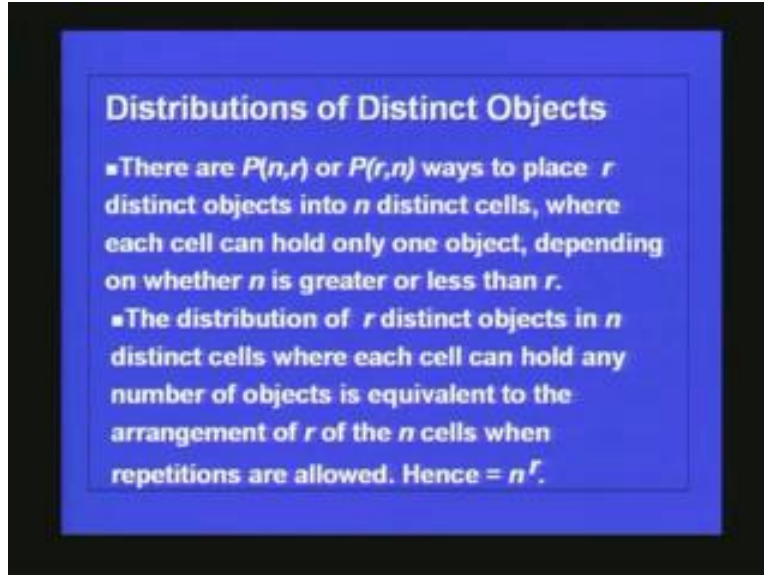 Distributions of Distinct Objects
▪There are P(n,r) or P(r,n) ways to place r
distinct objects into n distinct cells, where
each cell can hold only one object, depending
on whether n is greater or less than r.
▪The distribution of r distinct objects in n
distinct cells where each cell can hold any
number of objects is equivalent to the
arrangement of r of the n cells when
repetitions are allowed. Hence = n^r.